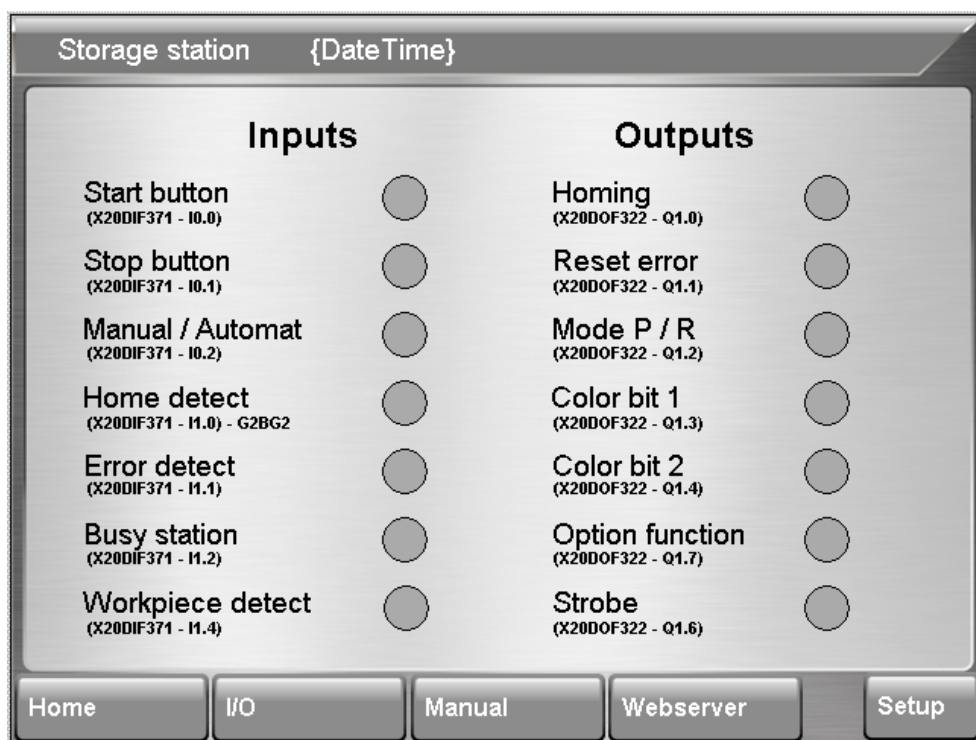 Storage station {DateTime}
Inputs
Start button
(X20DIF371 - I0.0)
Stop button
(X20DIF371 - I0.1)
Manual / Automat
(X20DIF371 - I0.2)
Home detect
(X20DIF371 - I1.0) - G2BG2
Error detect
(X20DIF371 - I1.1)
Busy station
(X20DIF371 - I1.2)
Workpiece detect
(X20DIF371 - I1.4)
Outputs
Homing
(X20DOF322 - Q1.0)
Reset error
(X20DOF322 - Q1.1)
Mode P / R
(X20DOF322 - Q1.2)
Color bit 1
(X20DOF322 - Q1.3)
Color bit 2
(X20DOF322 - Q1.4)
Option function
(X20DOF322 - Q1.7)
Strobe
(X20DOF322 - Q1.6)
Home I/O Manual Webserver Setup